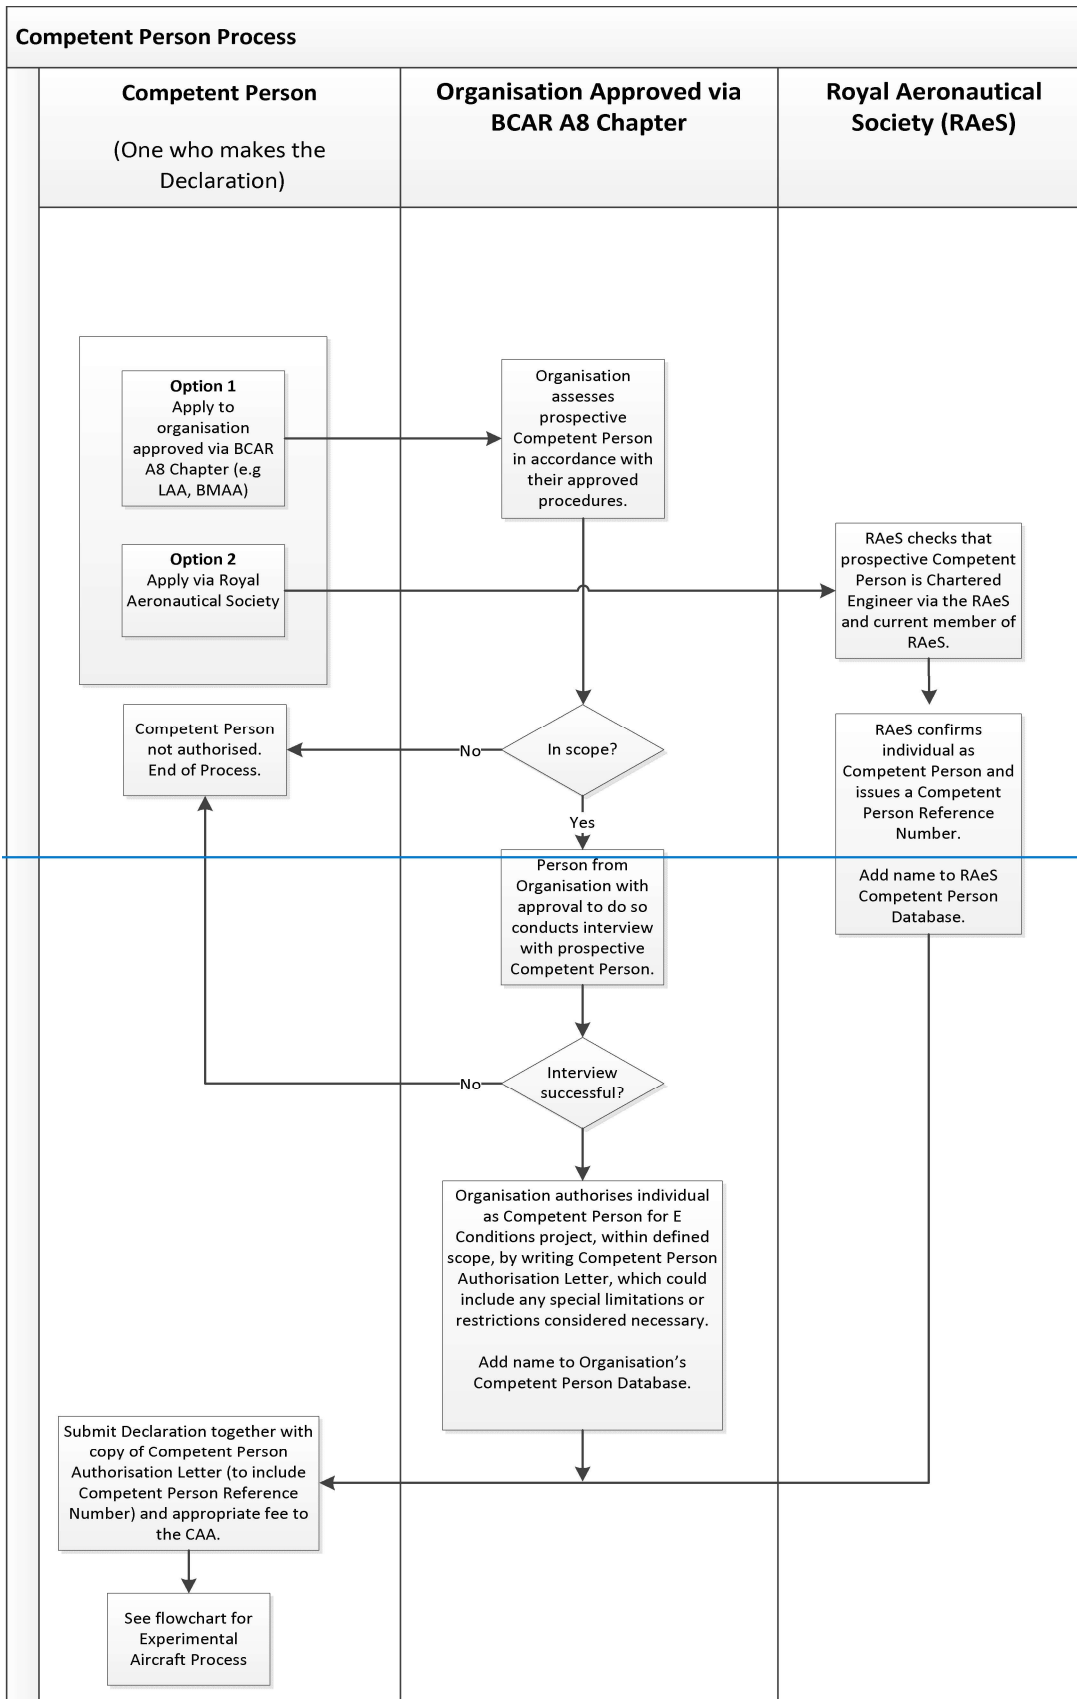 Competent Person Process
Competent Person
(One who makes the
Declaration)
Organisation Approved via
BCAR A8 Chapter
Royal Aeronautical
Society (RAeS)
Option 1
Apply to
organisation
approved via BCAR
A8 Chapter (e.g
LAA, BMAA)
Organisation
assesses
prospective
Competent Person
in accordance with
their approved
procedures.
Option 2
Apply via Royal
Aeronautical Society
RAeS checks that
prospective Competent
Person is Chartered
Engineer via the RAeS
and current member of
RAeS.
Competent Person
not authorised.
End of Process.
No
In scope?
Yes
RAeS confirms
individual as
Competent Person and
issues a Competent
Person Reference
Number.
Add name to RAeS
Competent Person
Database.
Person from
Organisation with
approval to do so
conducts interview
with prospective
Competent Person.
No
Interview
successful?
Organisation authorises individual
as Competent Person for E
Conditions project, within defined
scope, by writing Competent Person
Authorisation Letter, which could
include any special limitations or
restrictions considered necessary.
Add name to Organisation's
Competent Person Database.
Submit Declaration together with
copy of Competent Person
Authorisation Letter (to include
Competent Person Reference
Number) and appropriate fee to
the CAA.
See flowchart for
Experimental
Aircraft Process